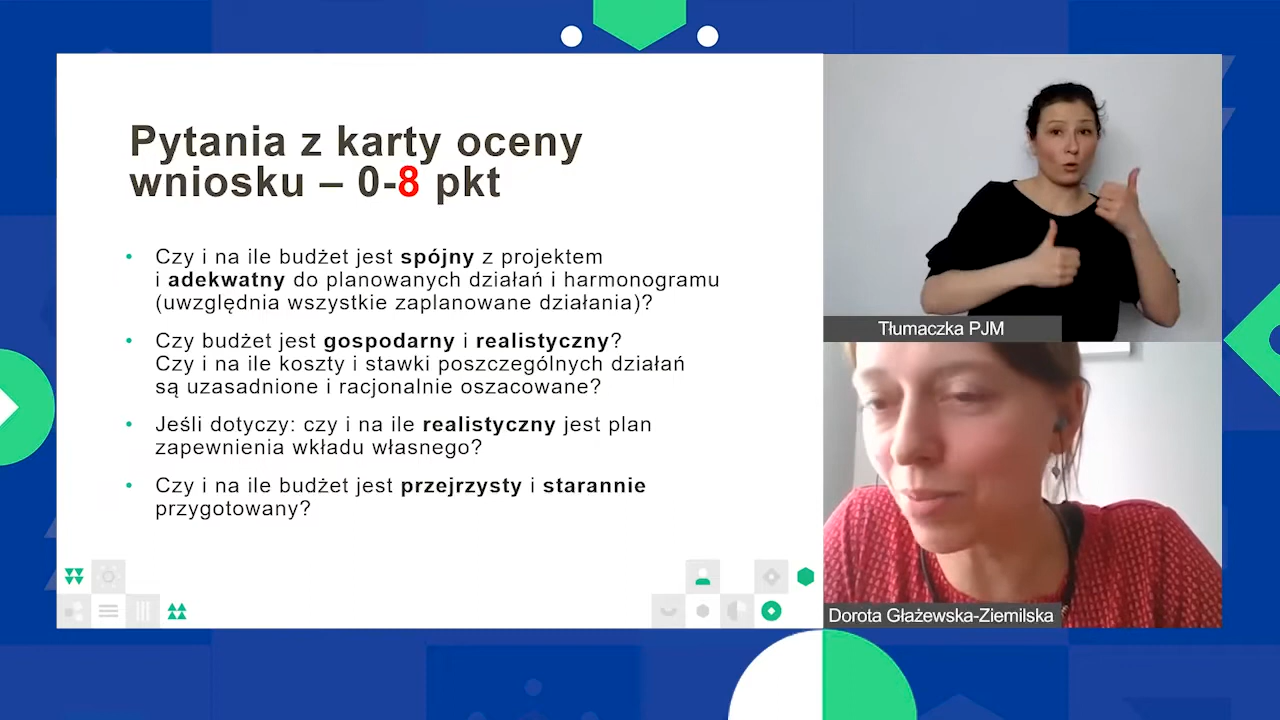 Pytania z karty oceny
wniosku – 0-8 pkt
• Czy i na ile budżet jest spójny z projektem
i adekwatny do planowanych działań i harmonogramu
(uwzględnia wszystkie zaplanowane działania)?
• Czy budżet jest gospodarny i realistyczny?
Czy i na ile koszty i stawki poszczególnych działań
są uzasadnione i racjonalnie oszacowane?
• Jeśli dotyczy: czy i na ile realistyczny jest plan
zapewnienia wkładu własnego?
• Czy i na ile budżet jest przejrzysty i starannie
przygotowany?
Tłumaczka PJM
Dorota Głażewska-Ziemilska